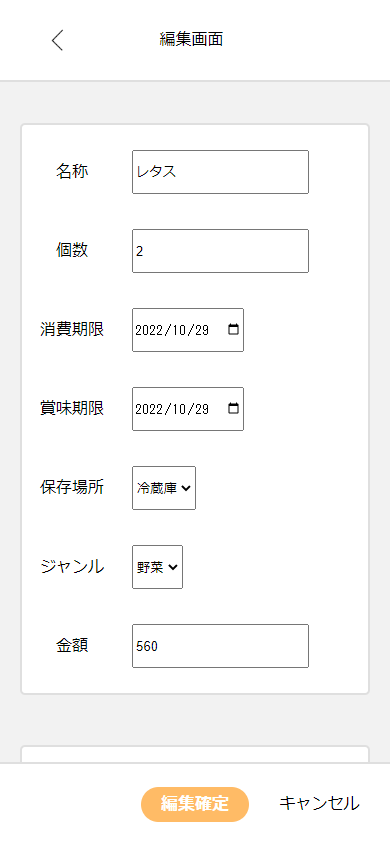 編集画面
名称 レタス
個数 2
消費期限 2022/10/29
賞味期限 2022/10/29
保存場所 冷蔵庫
ジャンル 野菜
金額 560
編集確定 キャンセル